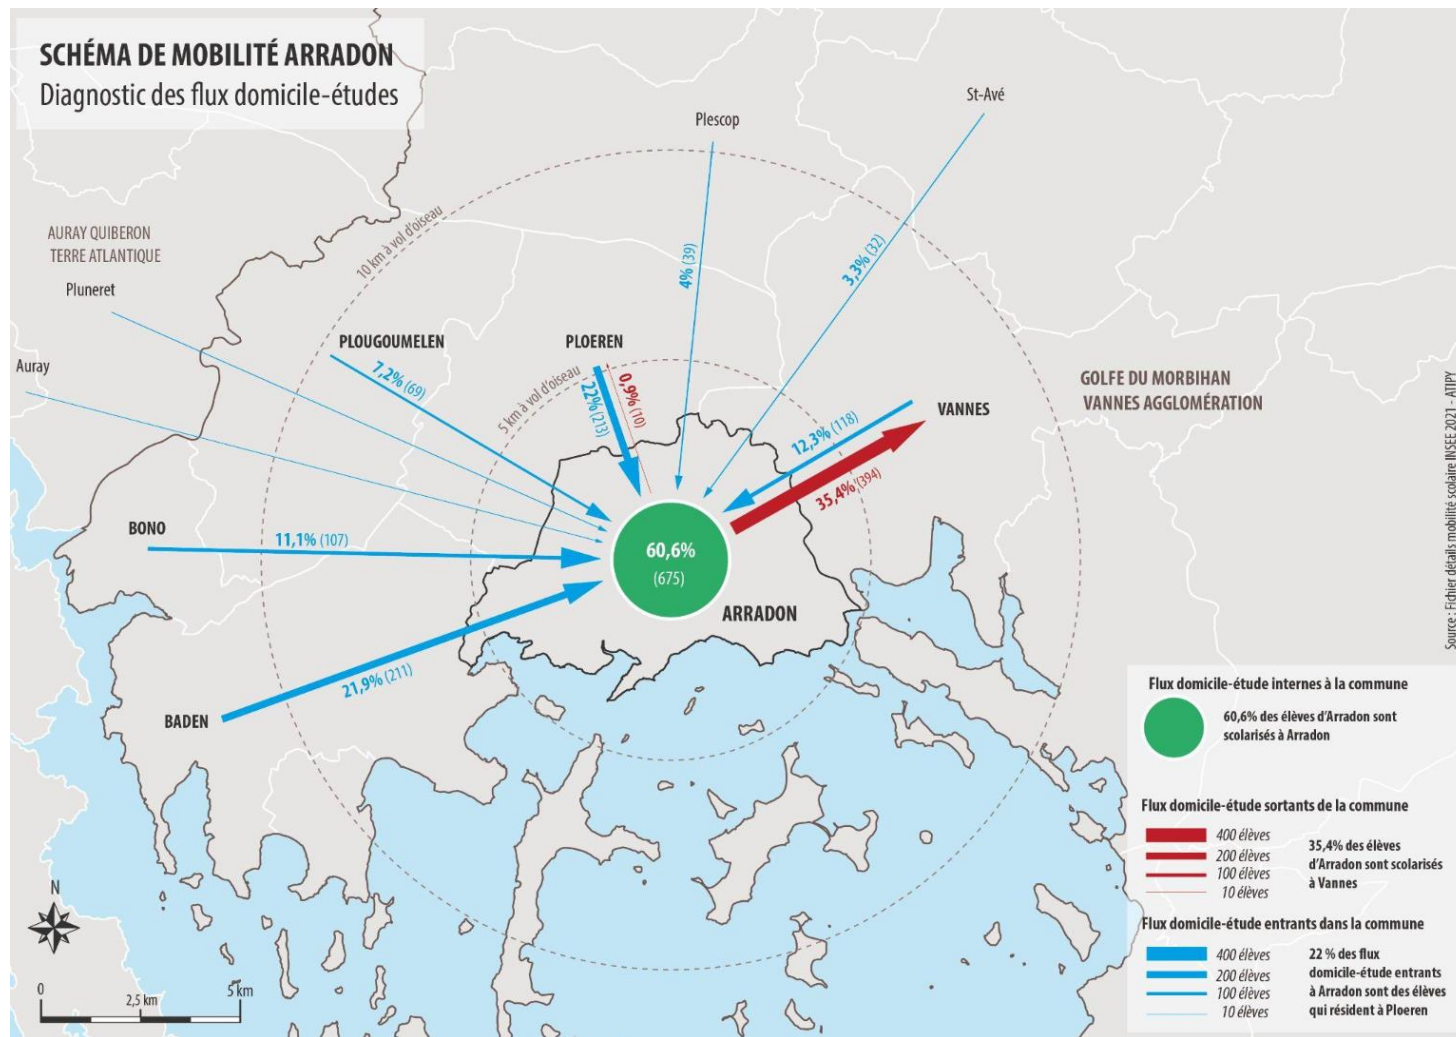 SCHÉMA DE MOBILITÉ ARRADON
Diagnostic des flux domicile-études
St-Avé
Plescop
10 km à vol d'oiseau
AURAY QUIBERON
TERRE ATLANTIQUE
Pluneret
4% (39)
3,3% (32)
PLOUGOUMELEN
PLOEREN
Auray
7,2% (69)
5 km à vol d'oiseau
22% (213)
0,9% (10)
GOLFE DU MORBIHAN
VANNES AGGLOMÉRATION
VANNES
12,3% (118)
35,4% (394)
BONO
11,1% (107)
60,6%
(675)
ARRADON
21,9% (211)
BADEN
Source : Fichier détails mobilité scolaire INSEE 2021 - ATIPY
Flux domicile-étude internes à la commune
60,6% des élèves d'Arradon sont
scolarisés à Arradon
Flux domicile-étude sortants de la commune
400 élèves
200 élèves
100 élèves
10 élèves
35,4% des élèves
d'Arradon sont scolarisés
à Vannes
Flux domicile-étude entrants dans la commune
400 élèves
200 élèves
100 élèves
10 élèves
22 % des flux
domicile-étude entrants
à Arradon sont des élèves
qui résident à Ploeren
N
0
2,5 km
5 km